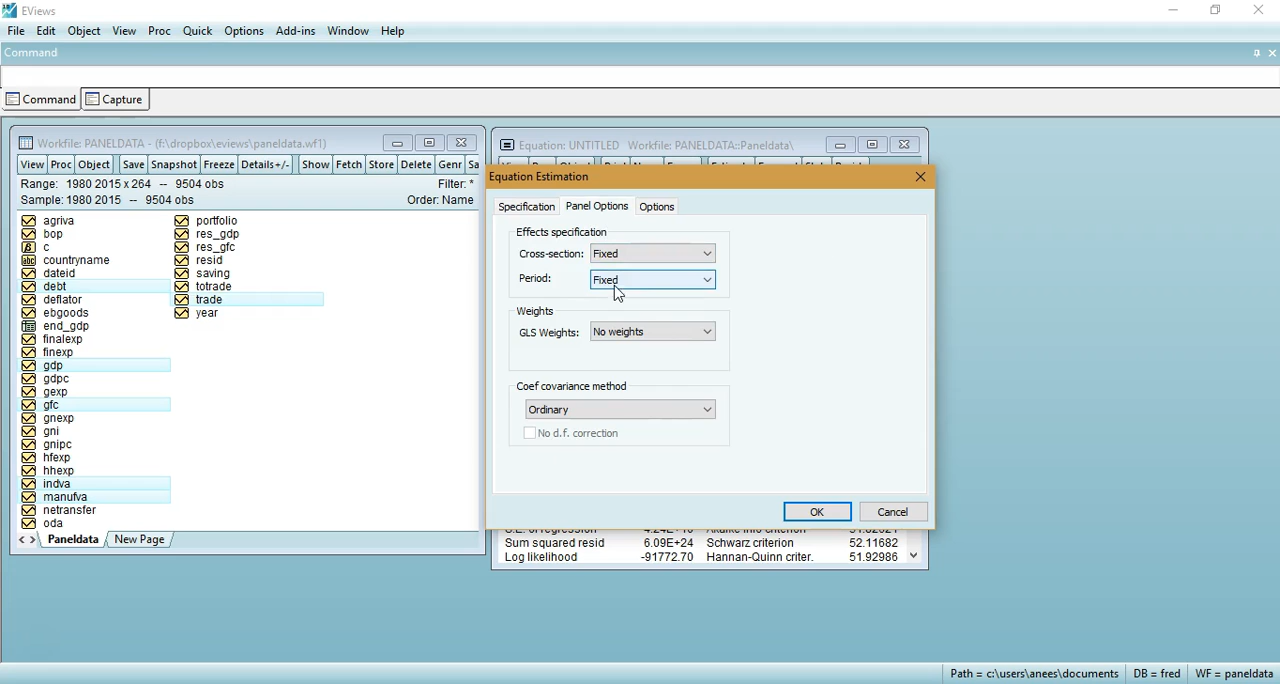 EViews
File Edit Object View Proc Quick Options Add-ins Window Help
Command
Command Capture
Workfile: PANELDATA - (f:\dropbox\eviews\paneldata.wf1)
View Proc Object Save Snapshot Freeze Details+/- Show Fetch Store Delete Genr Sa
Range: 1980 2015 x 264 -- 9504 obs Filter: *
Sample: 1980 2015 -- 9504 obs Order: Name
agriva
bop
c
countryname
dateid
debt
deflator
ebgoods
end_gdp
finalexp
finexp
gdp
gdpc
gexp
gfc
gnexp
gni
gnipc
hfexp
hhexp
indva
manufva
netransfer
oda
portfolio
res_gdp
res_gfc
resid
saving
totrade
trade
year
Paneldata New Page
Equation: UNTITLED Workfile: PANELDATA::Paneldata\
Equation Estimation
Specification Panel Options Options
Effects specification
Cross-section: Fixed
Period: Fixed
Weights
GLS Weights: No weights
Coef covariance method
Ordinary
No d.f. correction
OK Cancel
Sum squared resid 6.09E+24 Schwarz criterion 52.11682
Log likelihood -91772.70 Hannan-Quinn criter. 51.92986
Path = c:\users\anees\documents DB = fred WF = paneldata